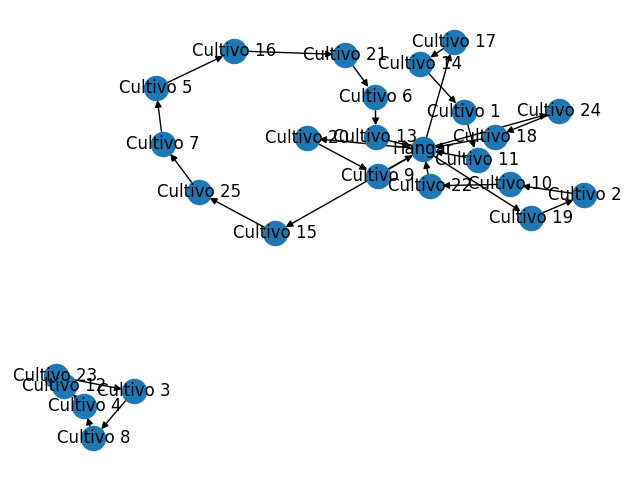 Cultivo 17
Cultivo 16
Cultivo 21
Cultivo 14
Cultivo 5
Cultivo 6
Cultivo 1
Cultivo 24
Cultivo 20
Cultivo 13
Cultivo 18
Cultivo 7
Hangar
Cultivo 11
Cultivo 9
Cultivo 22
Cultivo 10
Cultivo 25
Cultivo 2
Cultivo 19
Cultivo 15
Cultivo 23
Cultivo 12
Cultivo 3
Cultivo 4
Cultivo 8